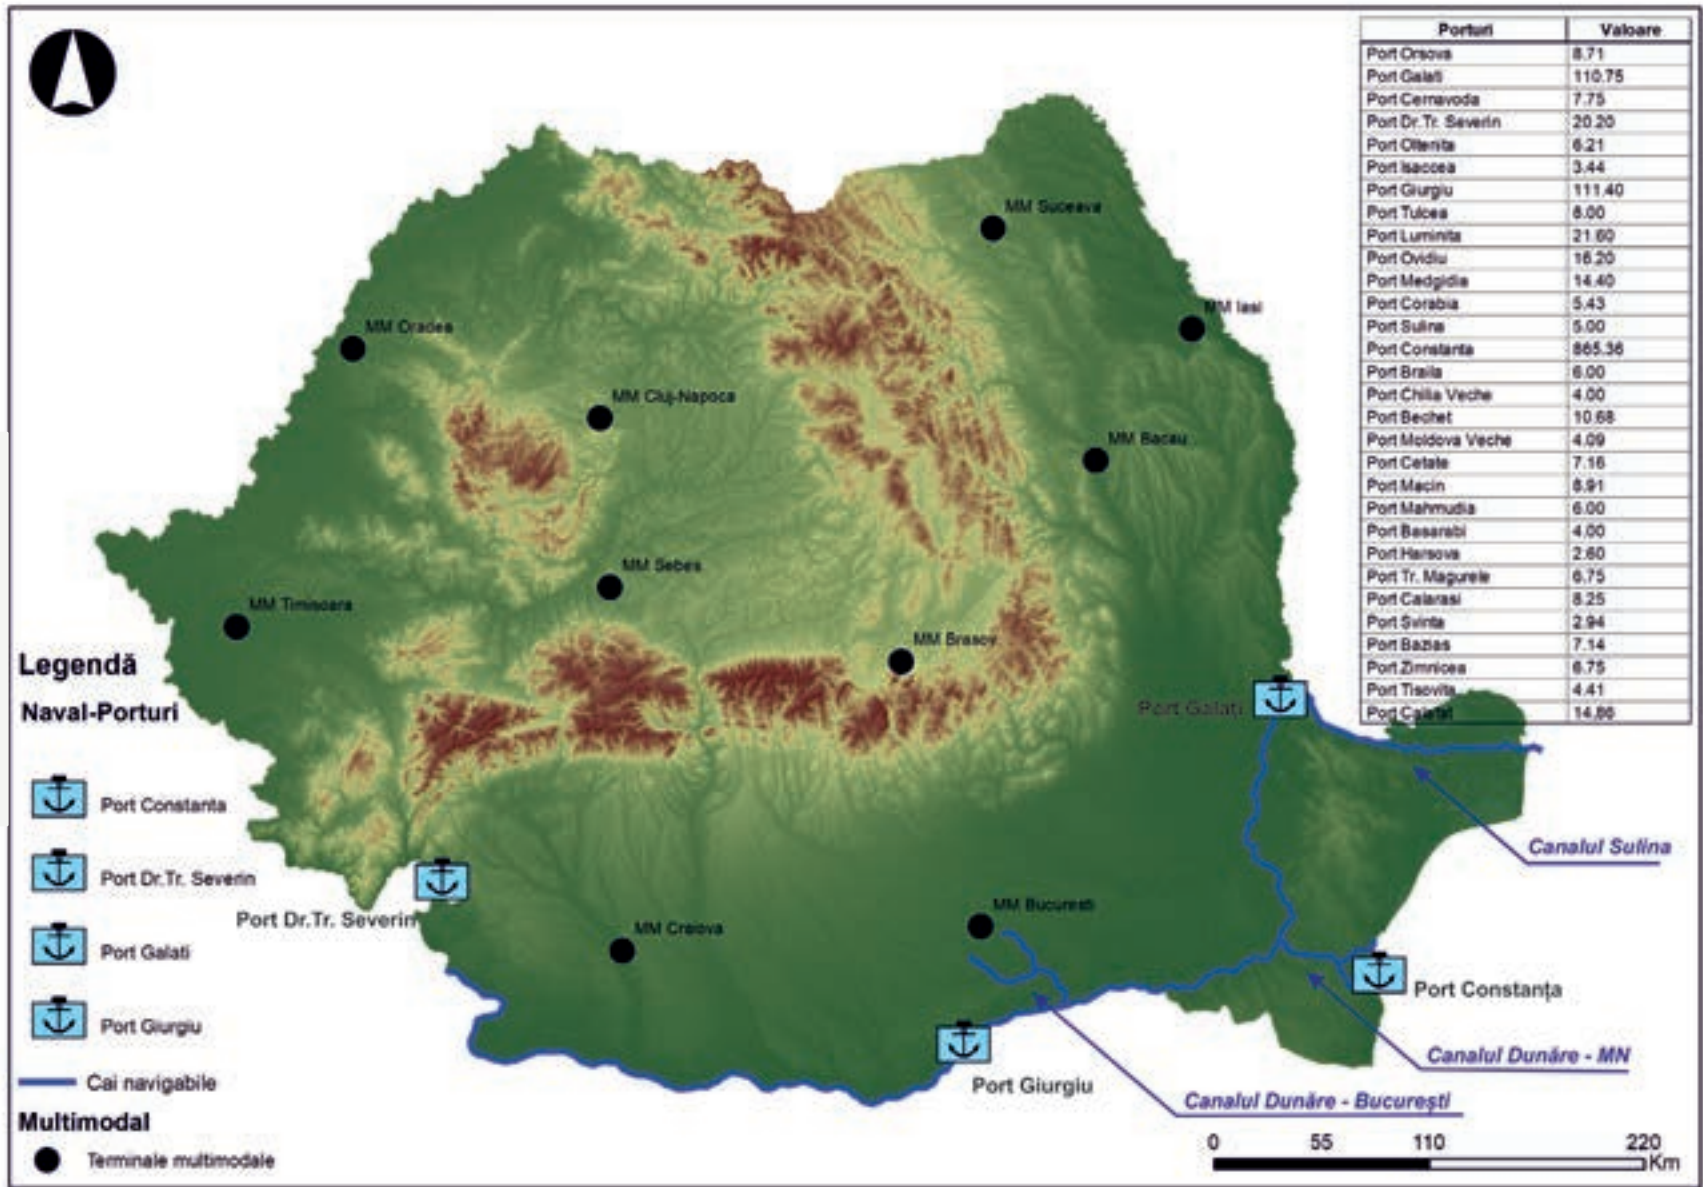 Porturi Valoare
Port Orsova 8.71
Port Galati 110.75
Port Cernavoda 7.75
Port Dr.Tr. Severin 20.20
Port Oltenita 6.21
Port Isaccea 3.44
Port Giurgiu 111.40
Port Tulcea 8.00
Port Luminita 21.60
Port Ovidiu 16.20
Port Medgidia 14.40
Port Corabia 5.43
Port Sulina 5.00
Port Constanta 865.36
Port Braila 6.00
Port Chilia Veche 4.00
Port Bechet 10.68
Port Moldova Veche 4.09
Port Cetate 7.16
Port Macin 8.91
Port Mahmudia 6.00
Port Basarabi 4.00
Port Harsova 2.60
Port Tr. Magurele 6.75
Port Calarasi 8.25
Port Svinita 2.94
Port Bazias 7.14
Port Zimnicea 6.75
Port Tisovita 4.41
Port Calafat 14.86
MM Suceava
MM Iasi
MM Oradea
MM Cluj-Napoca
MM Bacau
MM Sebes
MM Timisoara
MM Brasov
Port Galați
Canalul Sulina
MM Bucuresti
Port Dr.Tr. Severin
MM Craiova
Port Constanța
Canalul Dunăre - MN
Port Giurgiu
Canalul Dunăre - București
Legendă
Naval-Porturi
Port Constanta
Port Dr.Tr. Severin
Port Galati
Port Giurgiu
Cai navigabile
Multimodal
Terminale multimodale
0 55 110 220
Km